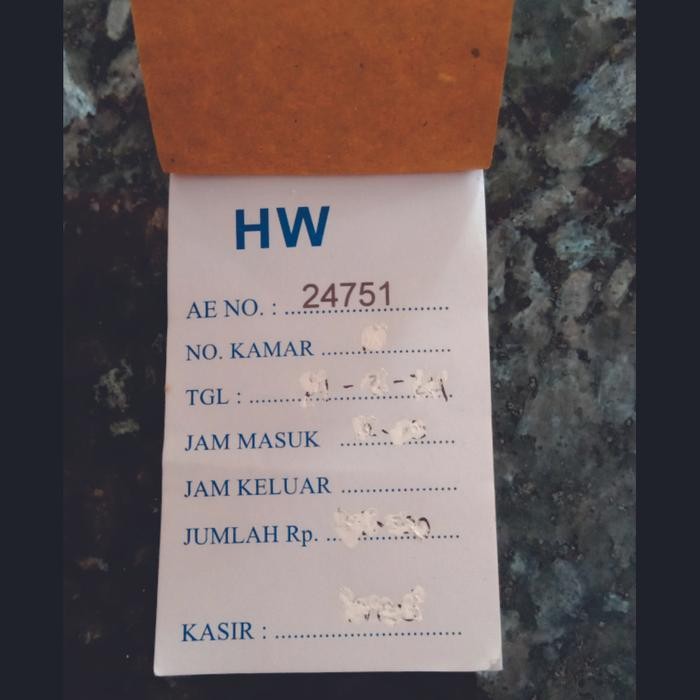 HW
AE NO. : 24751
NO. KAMAR
TGL :
JAM MASUK
JAM KELUAR
JUMLAH Rp.
KASIR :